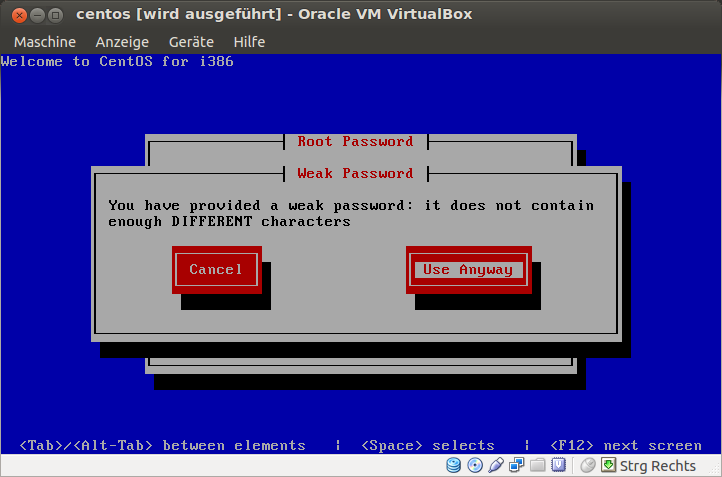 centos [wird ausgeführt] - Oracle VM VirtualBox
Maschine Anzeige Geräte Hilfe
Welcome to CentOS for i386
Root Password
Weak Password
You have provided a weak password: it does not contain
enough DIFFERENT characters
Cancel Use Anyway
<Tab>/<Alt-Tab> between elements | <Space> selects | <F12> next screen
Strg Rechts